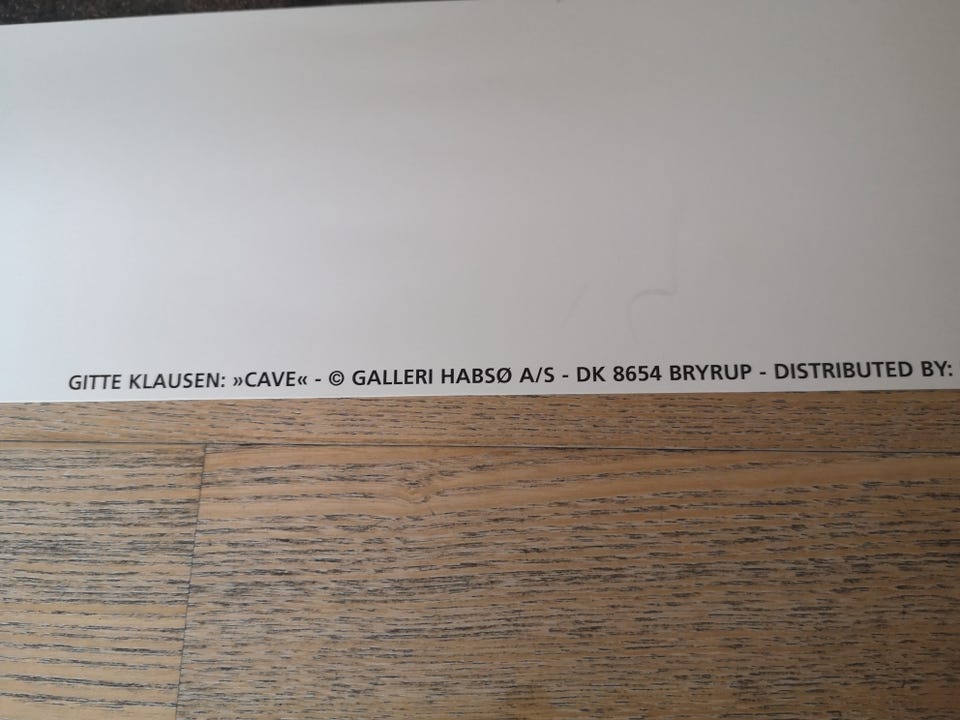 GITTE KLAUSEN: »CAVE« - © GALLERI HABSØ A/S - DK 8654 BRYRUP - DISTRIBUTED BY: